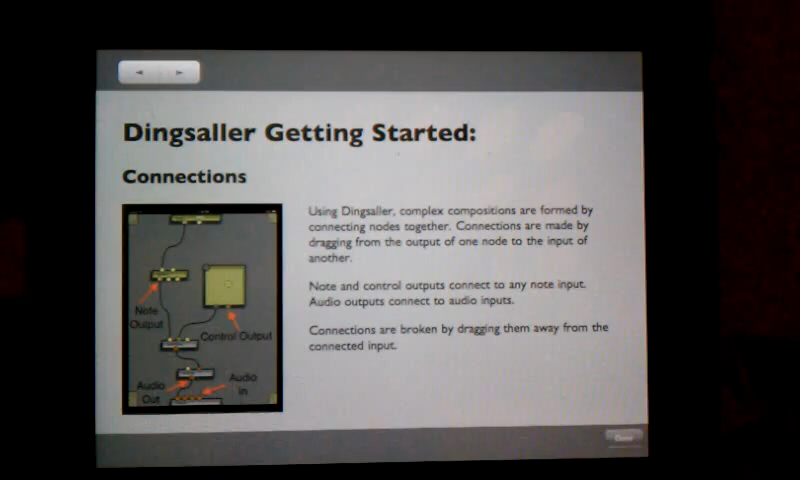 Dingsaller Getting Started:
Connections
Using Dingsaller, complex compositions are formed by
connecting nodes together. Connections are made by
dragging from the output of one node to the input of
another.
Note and control outputs connect to any note input.
Audio outputs connect to audio inputs.
Connections are broken by dragging them away from the
connected input.
Note
Output
Control Output
Audio
Out
Audio
In
Done